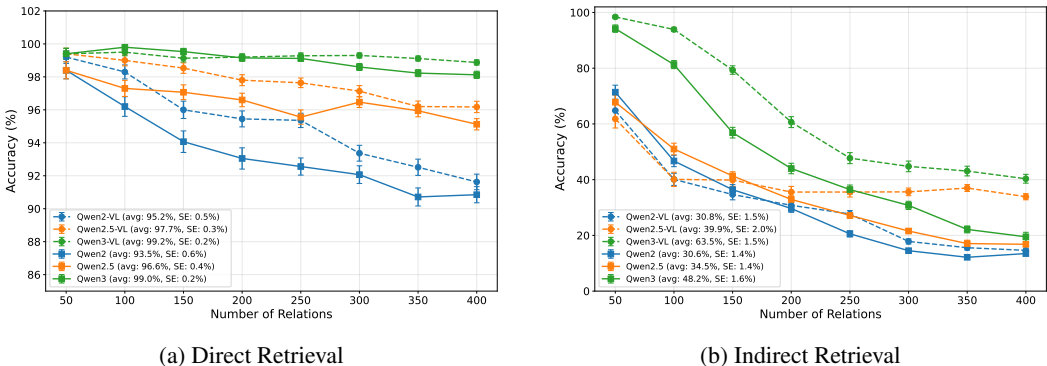 102
100
98
96
94
92
90
88
86
Accuracy (%)
Qwen2-VL (avg: 95.2%, SE: 0.5%)
Qwen2.5-VL (avg: 97.7%, SE: 0.3%)
Qwen3-VL (avg: 99.2%, SE: 0.2%)
Qwen2 (avg: 93.5%, SE: 0.6%)
Qwen2.5 (avg: 96.6%, SE: 0.4%)
Qwen3 (avg: 99.0%, SE: 0.2%)
50 100 150 200 250 300 350 400
Number of Relations
(a) Direct Retrieval
100
80
60
40
20
0
Accuracy (%)
Qwen2-VL (avg: 30.8%, SE: 1.5%)
Qwen2.5-VL (avg: 39.9%, SE: 2.0%)
Qwen3-VL (avg: 63.5%, SE: 1.5%)
Qwen2 (avg: 30.6%, SE: 1.4%)
Qwen2.5 (avg: 34.5%, SE: 1.4%)
Qwen3 (avg: 48.2%, SE: 1.6%)
50 100 150 200 250 300 350 400
Number of Relations
(b) Indirect Retrieval